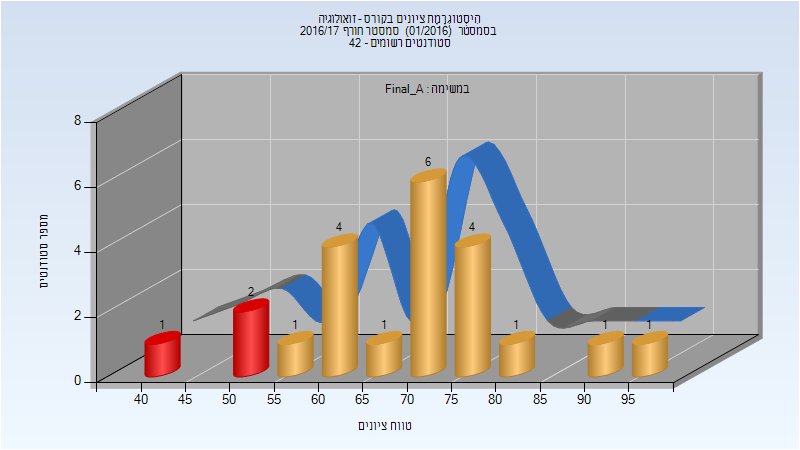 היסטוגרמת ציונים בקורס - זואולוגיה
בסמסטר (01/2016) סמסטר חורף 2016/17
סטודנטים רשומים - 42
במשימה : Final_A
מספר סטודנטים
8
6
4
2
0
1
2
1
4
1
6
4
1
1
1
40 45 50 55 60 65 70 75 80 85 90 95
טווח ציונים